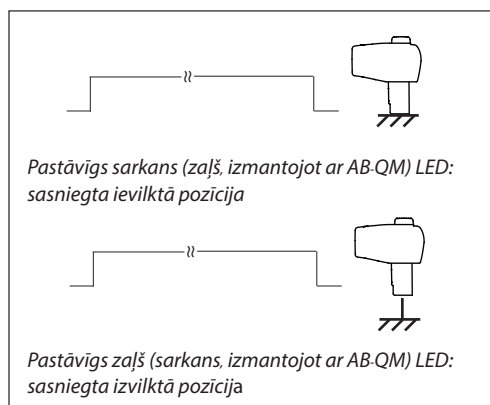 Pastāvīgs sarkans (zaļš, izmantojot ar AB-QM) LED:
sasniegta ievilktā pozīcija
Pastāvīgs zaļš (sarkans, izmantojot ar AB-QM) LED:
sasniegta izvilktā pozīcija